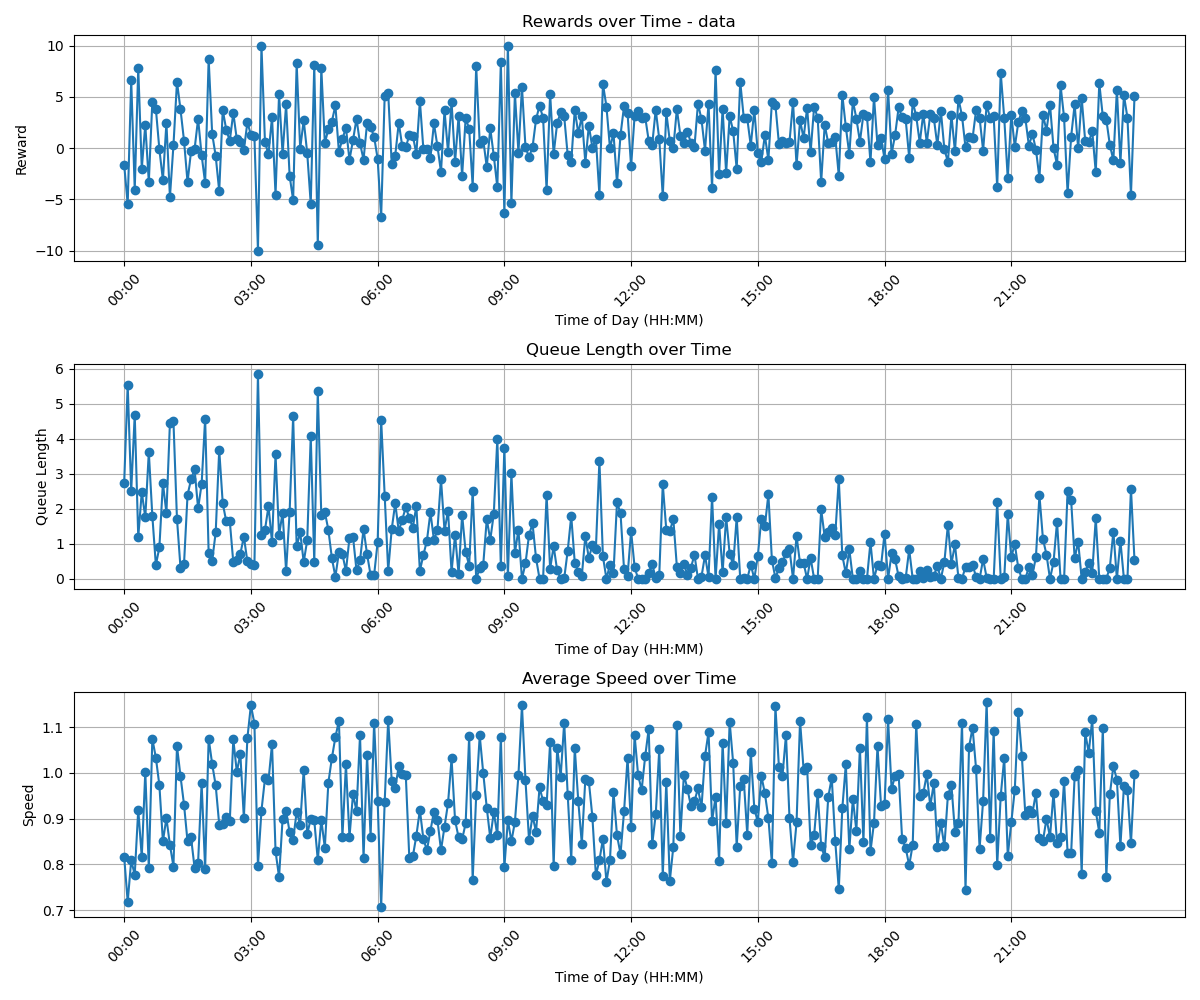 Rewards over Time - data
Reward
10
5
0
−5
−10
00:00 03:00 06:00 09:00 12:00 15:00 18:00 21:00
Time of Day (HH:MM)
Queue Length over Time
Queue Length
6
5
4
3
2
1
0
00:00 03:00 06:00 09:00 12:00 15:00 18:00 21:00
Time of Day (HH:MM)
Average Speed over Time
Speed
1.1
1.0
0.9
0.8
0.7
00:00 03:00 06:00 09:00 12:00 15:00 18:00 21:00
Time of Day (HH:MM)